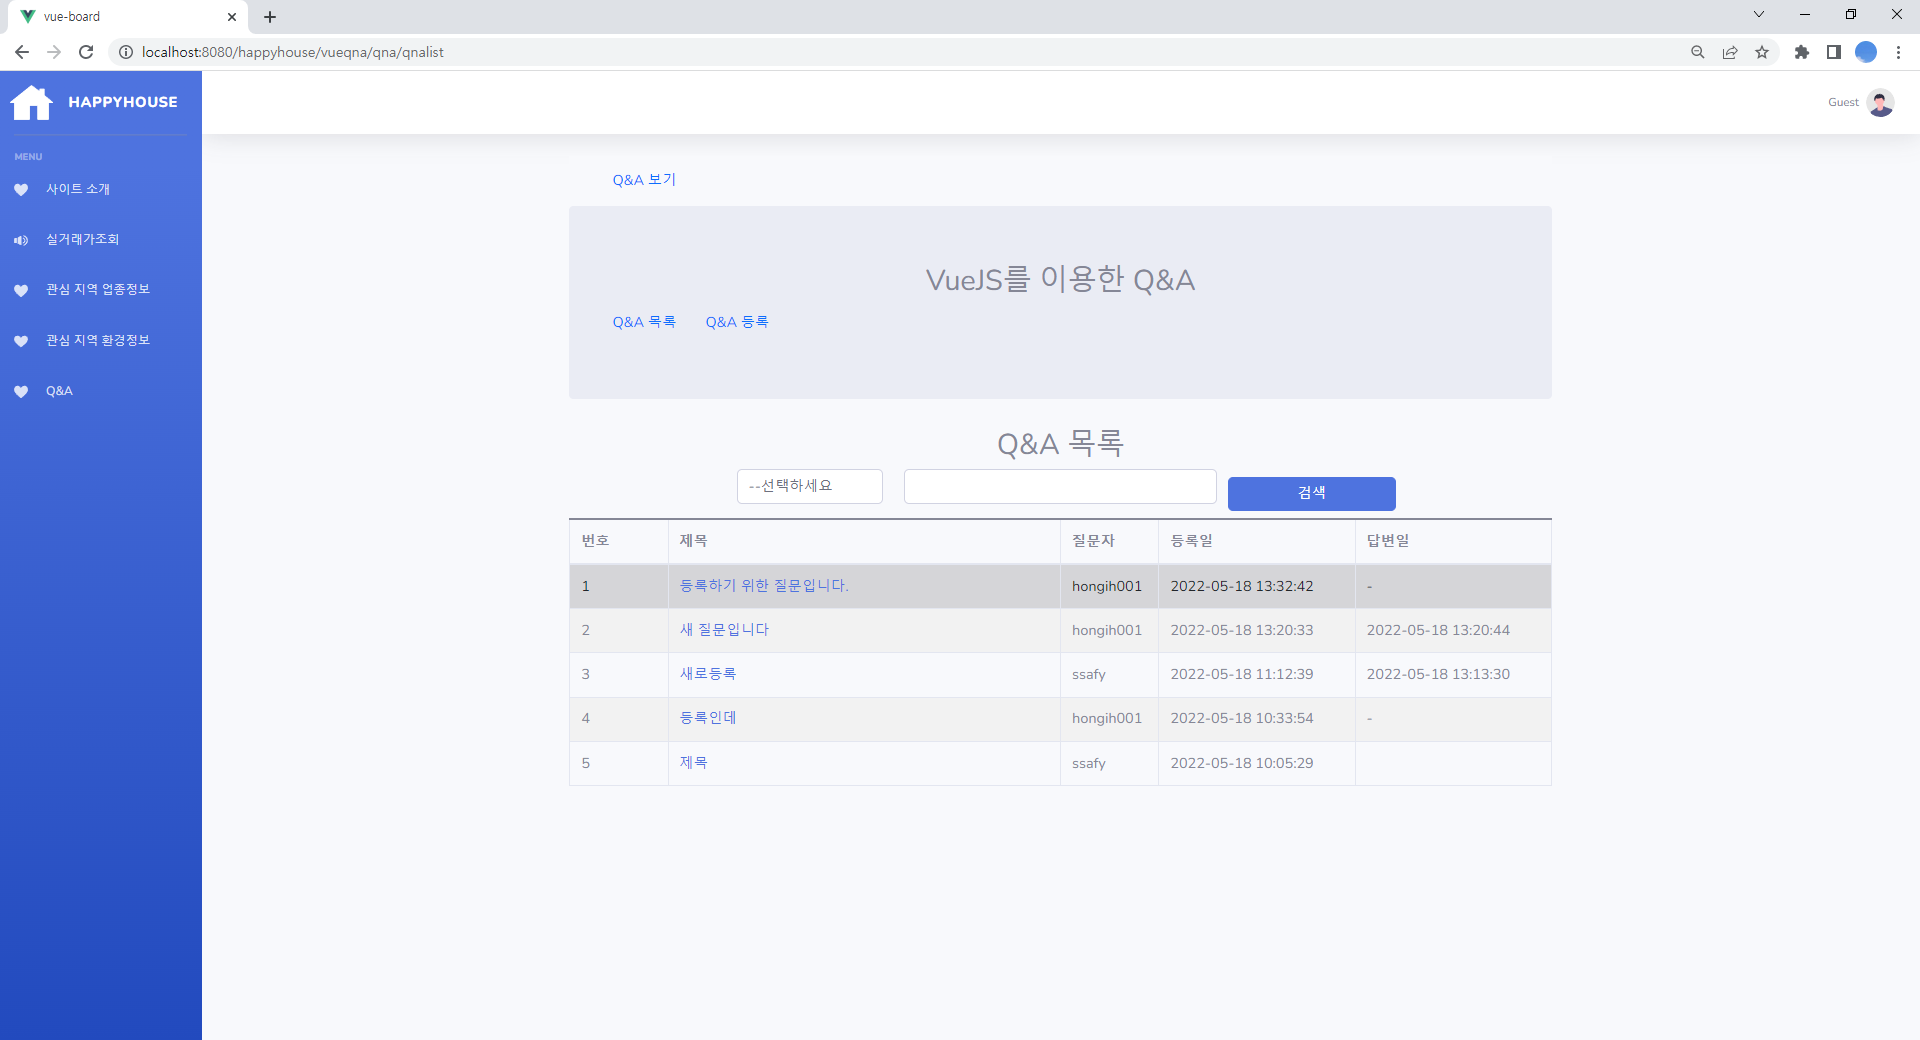 vue-board
localhost:8080/happyhouse/vueqna/qna/qnalist
HAPPYHOUSE
Guest
MENU
사이트 소개
실거래가조회
관심 지역 업종정보
관심 지역 환경정보
Q&A
Q&A 보기
VueJS를 이용한 Q&A
Q&A 목록 Q&A 등록
Q&A 목록
--선택하세요 검색
번호 제목 질문자 등록일 답변일
1 등록하기 위한 질문입니다. hongih001 2022-05-18 13:32:42 -
2 새 질문입니다 hongih001 2022-05-18 13:20:33 2022-05-18 13:20:44
3 새로등록 ssafy 2022-05-18 11:12:39 2022-05-18 13:13:30
4 등록인데 hongih001 2022-05-18 10:33:54 -
5 제목 ssafy 2022-05-18 10:05:29